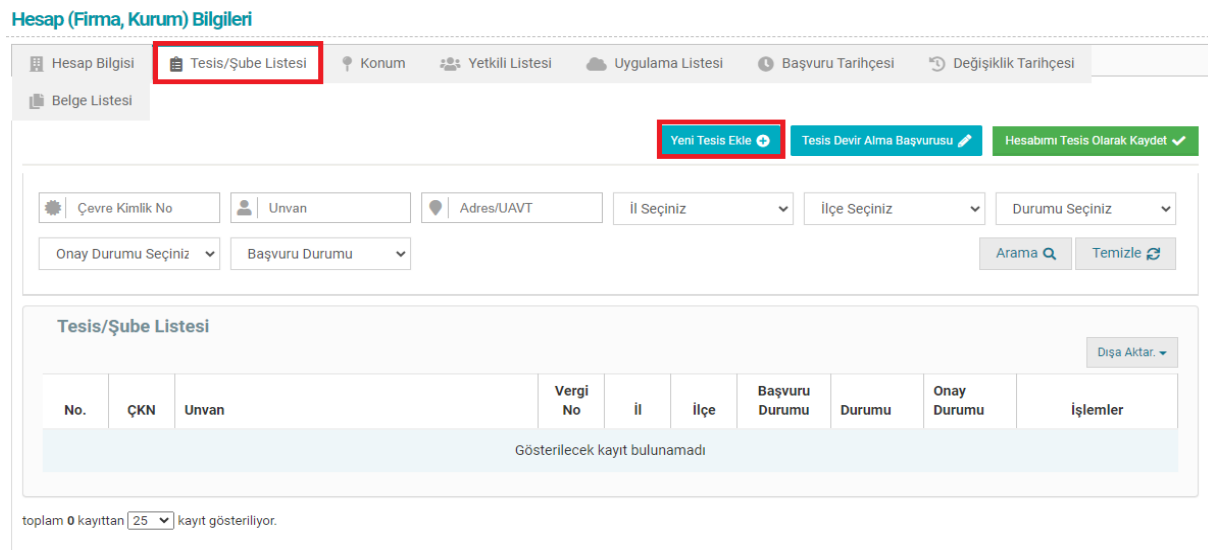 Hesap (Firma, Kurum) Bilgileri
Hesap Bilgisi Tesis/Şube Listesi Konum Yetkili Listesi Uygulama Listesi Başvuru Tarihçesi Değişiklik Tarihçesi
Belge Listesi
Yeni Tesis Ekle Tesis Devir Alma Başvurusu Hesabımı Tesis Olarak Kaydet
Çevre Kimlik No Unvan Adres/UAVT İl Seçiniz İlçe Seçiniz Durumu Seçiniz
Onay Durumu Seçiniz Başvuru Durumu Arama Temizle
Tesis/Şube Listesi
Dışa Aktar.
No. ÇKN Unvan Vergi No İl İlçe Başvuru Durumu Durumu Onay Durumu İşlemler
Gösterilecek kayıt bulunamadı
toplam 0 kayıttan 25 kayıt gösteriliyor.